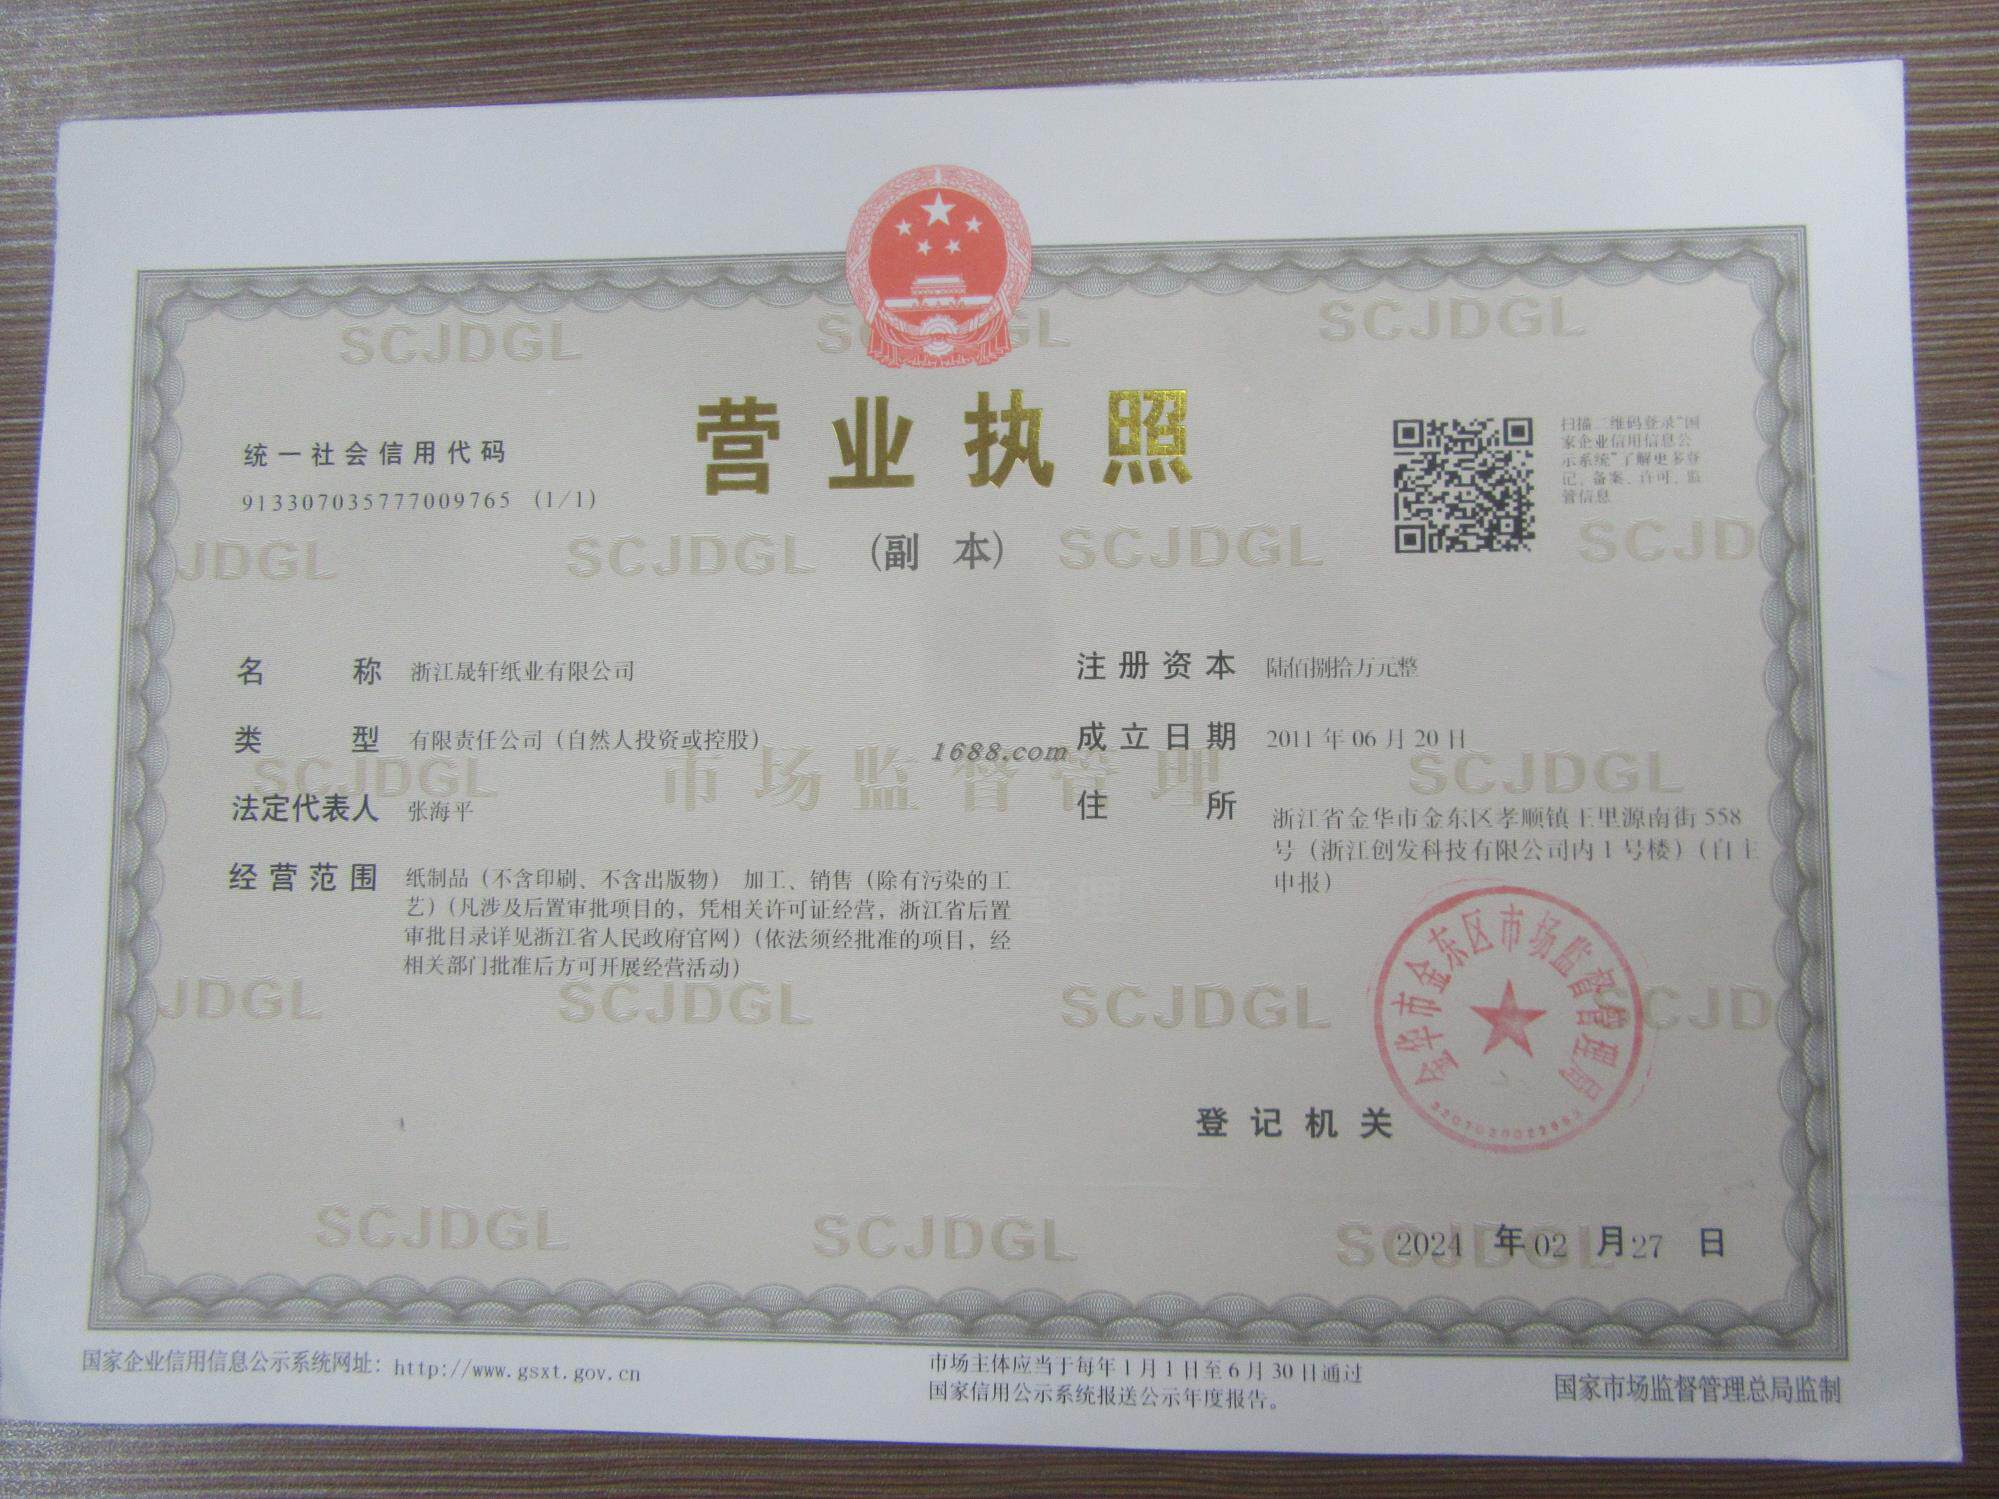 营业执照
(副 本)
统一社会信用代码
913307035777009765 (1/1)
扫描二维码登录"国
家企业信用信息公
示系统"了解更多登
记、备案、许可、监
管信息
名 称 浙江晟轩纸业有限公司
类 型 有限责任公司（自然人投资或控股）
法定代表人 张海平
经营范围 纸制品（不含印刷、不含出版物） 加工、销售（除有污染的工
艺）（凡涉及后置审批项目的，凭相关许可证经营，浙江省后置
审批目录详见浙江省人民政府官网）（依法须经批准的项目，经
相关部门批准后方可开展经营活动）
注册资本 陆佰捌拾万元整
成立日期 2011年06月20日
住 所 浙江省金华市金东区孝顺镇王里源南街558
号（浙江创发科技有限公司内1号楼）（自主
申报）
1688.com
市场监督管理
SCJDGL
SCJDGL
SCJDGL
SCJDGL
SCJDGL
SCJDGL
SCJDGL
SCJDGL
SCJDGL
SCJDGL
金华市金东区市场监督管理局
登记机关
2024 年 02 月 27 日
国家企业信用信息公示系统网址：http://www.gsxt.gov.cn
市场主体应当于每年1月1日至6月30日通过
国家信用公示系统报送公示年度报告。
国家市场监督管理总局监制